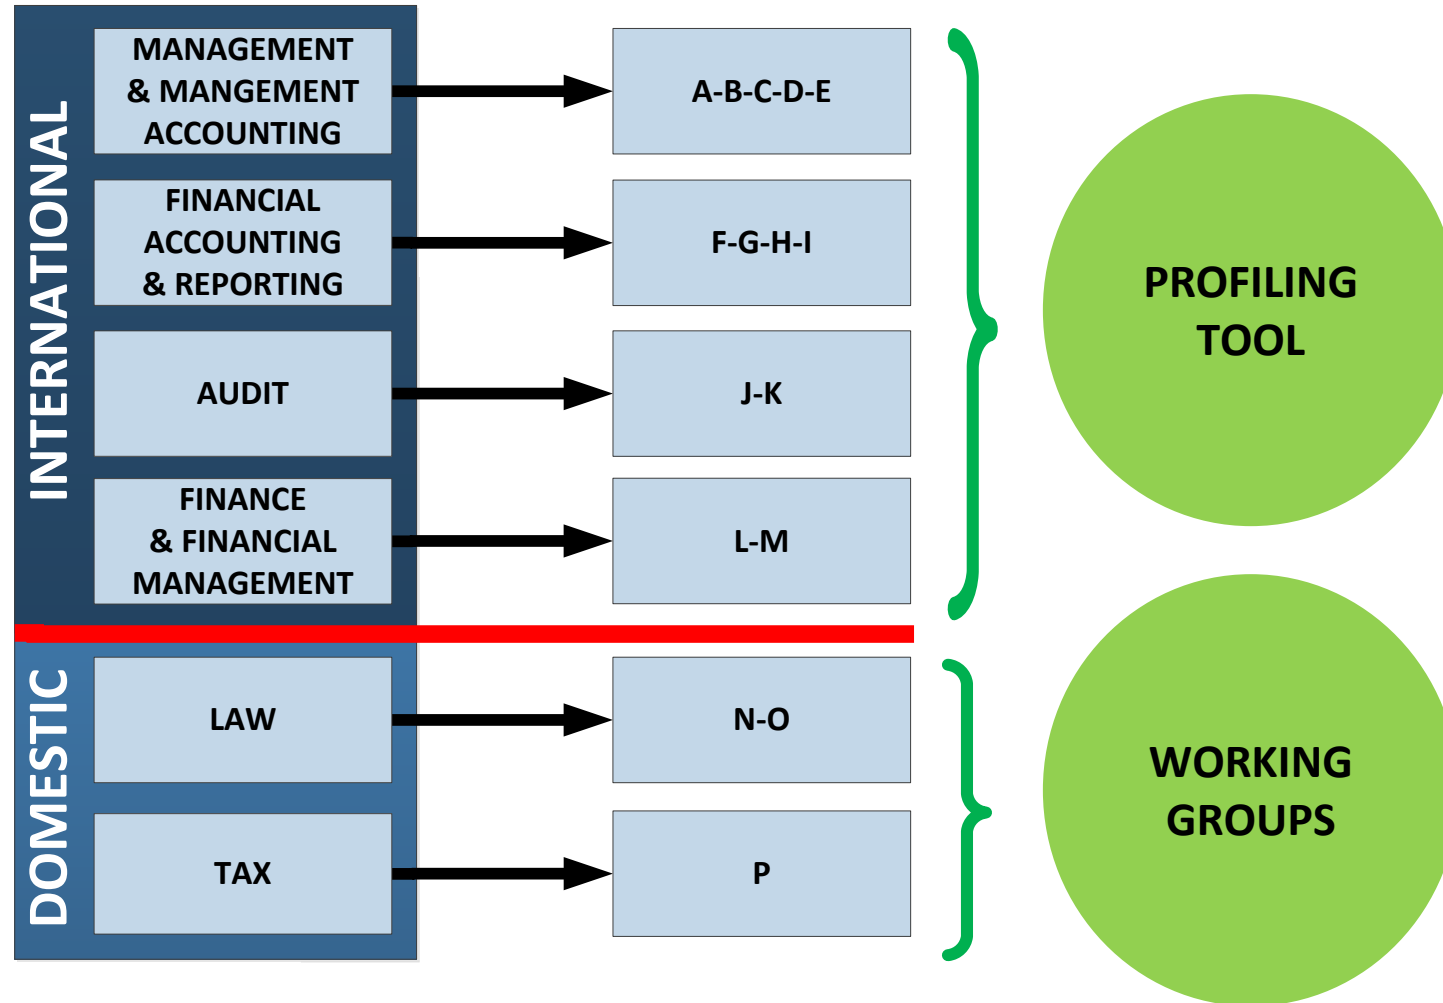 INTERNATIONAL
MANAGEMENT
& MANGEMENT
ACCOUNTING
A-B-C-D-E
FINANCIAL
ACCOUNTING
& REPORTING
F-G-H-I
AUDIT
J-K
FINANCE
& FINANCIAL
MANAGEMENT
L-M
PROFILING
TOOL
DOMESTIC
LAW
N-O
TAX
P
WORKING
GROUPS